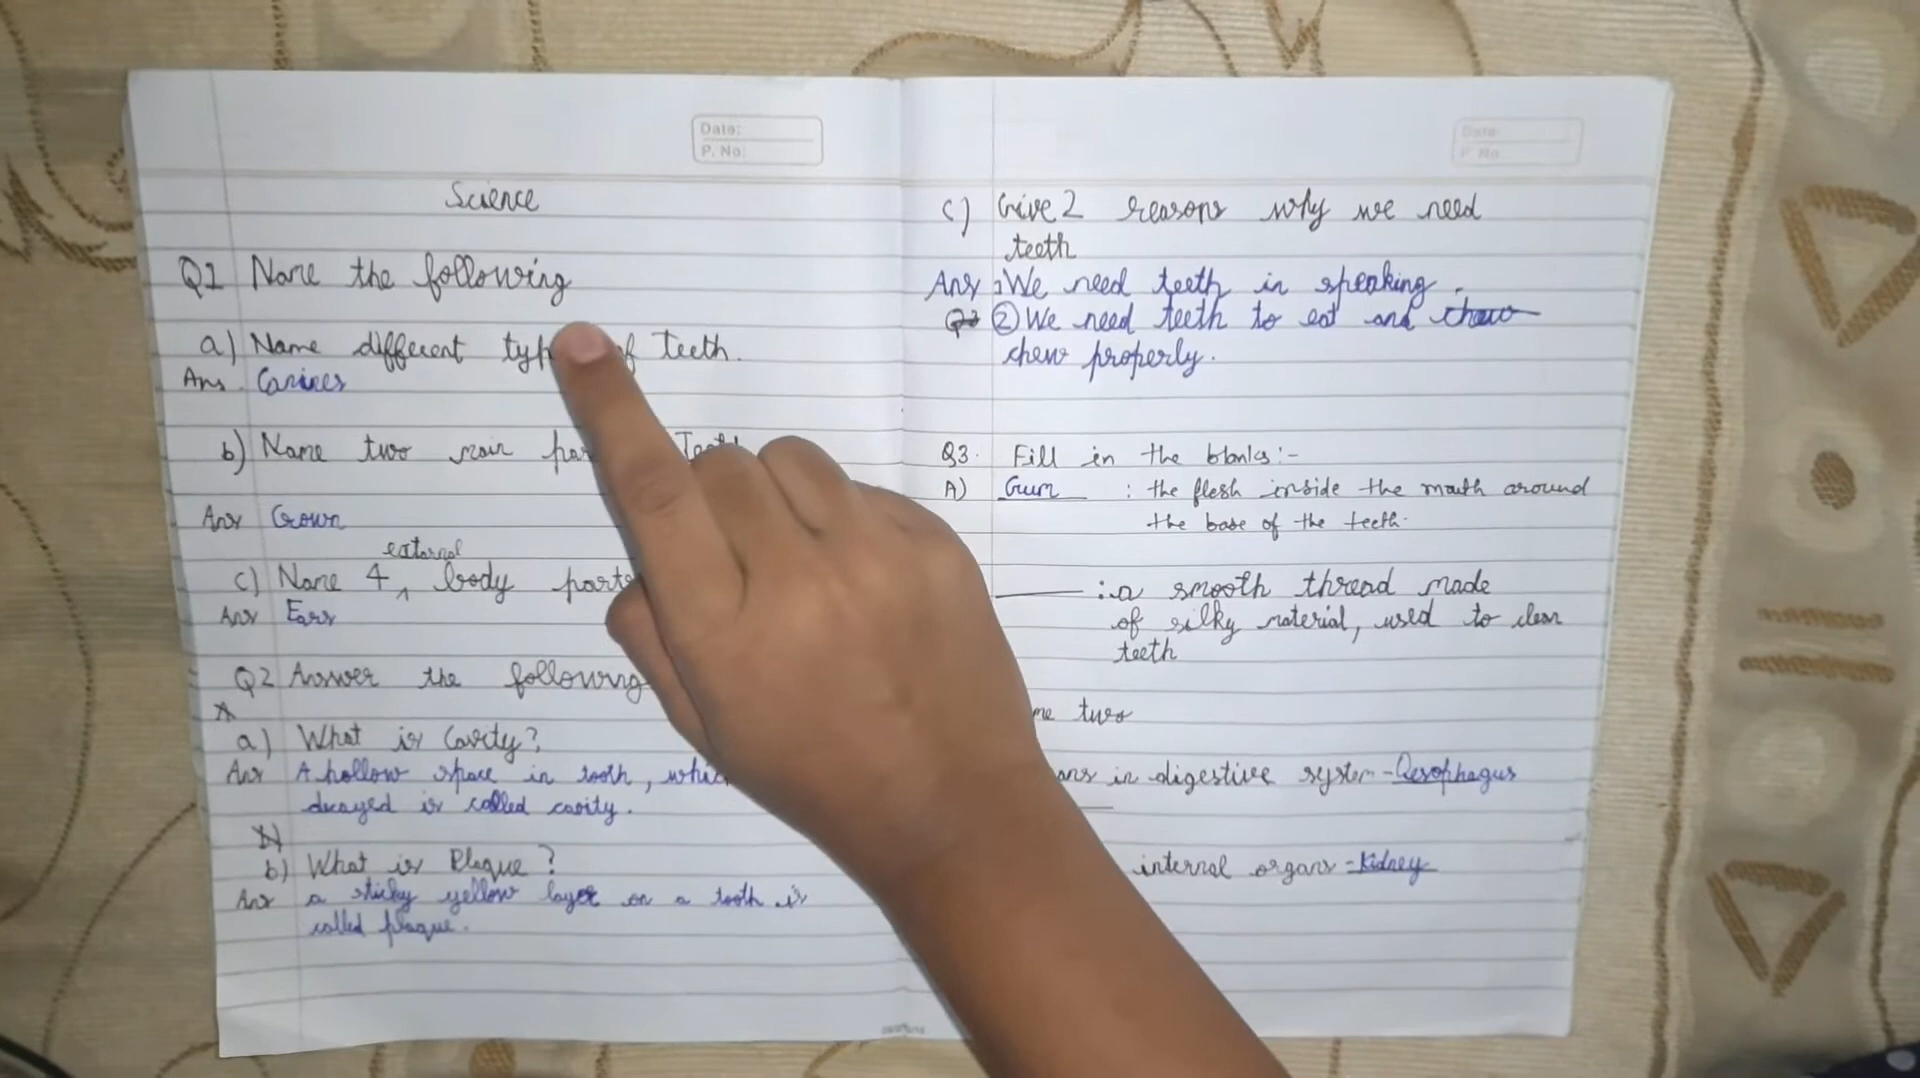 Date:
P. No:
Science
Q1 Name the following
a) Name different of Teeth.
Ans. Canines
b) Name two main
Ans Crown
external
c) Name 4 ^ body parts
Ans Ears
Q2 Answer the following
a) What is Cavity?
Ans A hollow space in tooth,
decayed is called cavity.
b) What is Plaque?
Ans a sticky yellow layer on a tooth is
called plaque.
Date
P. No
c) Give 2 reasons why we need
teeth
Ans We need teeth in speaking.
② We need teeth to eat and chew
chew properly.
Q3. Fill in the blanks:-
A) Gum : the flesh inside the mouth around
the base of the teeth.
: a smooth thread made
of silky material, used to clean
teeth
two
in digestive system - Oesophagus
internal organs = Kidney